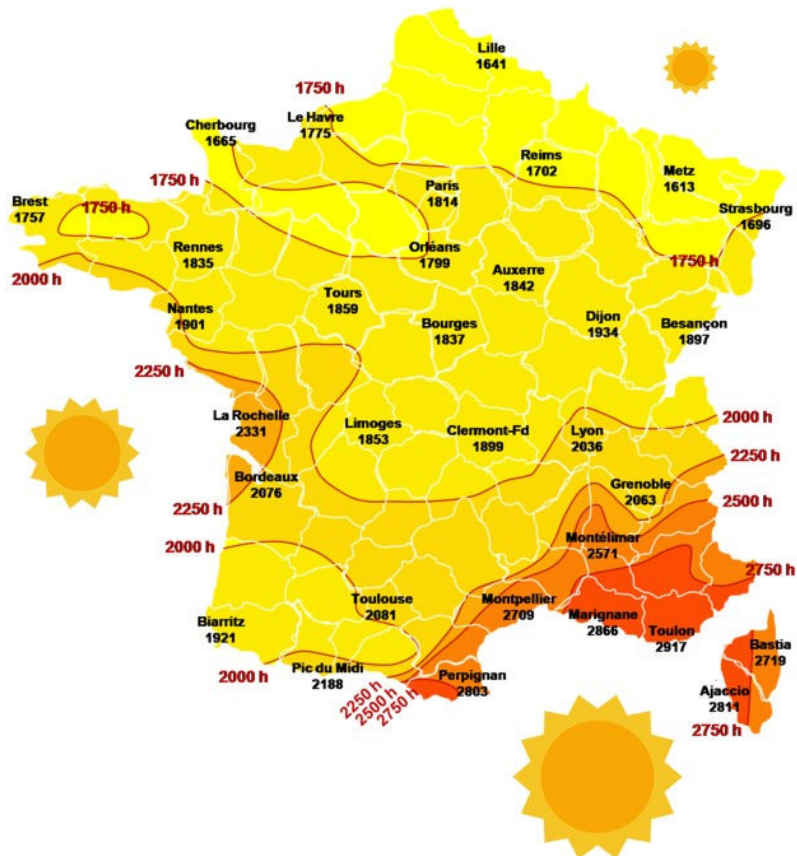 Lille
1641
1750 h
Le Havre
1775
Cherbourg
1665
Reims
1702
Metz
1613
1750 h
Paris
1814
Brest
1757
1750 h
Strasbourg
1696
Rennes
1835
Orléans
1799
1750 h
2000 h
Auxerre
1842
Tours
1859
Nantes
1901
Bourges
1837
Dijon
1934
Besançon
1897
2250 h
La Rochelle
2331
Limoges
1853
Clermont-Fd
1899
Lyon
2036
2000 h
2250 h
Bordeaux
2076
Grenoble
2063
2500 h
2250 h
2000 h
Montélimar
2571
2750 h
Toulouse
2081
Montpellier
2709
Marignane
2866
Biarritz
1921
Toulon
2917
Bastia
2719
2000 h
Pic du Midi
2188
2250 h
2500 h
2750 h
Perpignan
2803
Ajaccio
2811
2750 h